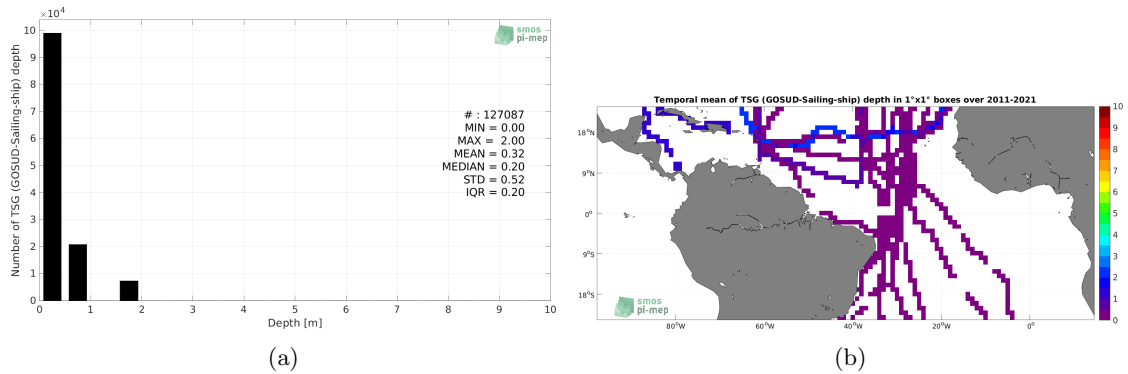 ×10⁴
10
9
8
7
6
5
4
3
2
1
0
Number of TSG (GOSUD-Sailing-ship) depth
smos
pi-mep
# : 127087
MIN = 0.00
MAX = 2.00
MEAN = 0.32
MEDIAN = 0.20
STD = 0.52
IQR = 0.20
0 1 2 3 4 5 6 7 8 9 10
Depth [m]
(a)
Temporal mean of TSG (GOSUD-Sailing-ship) depth in 1°x1° boxes over 2011-2021
18°N
9°N
0°
9°S
18°S
smos
pi-mep
80°W 60°W 40°W 20°W 0°
10
9
8
7
6
5
4
3
2
1
0
(b)